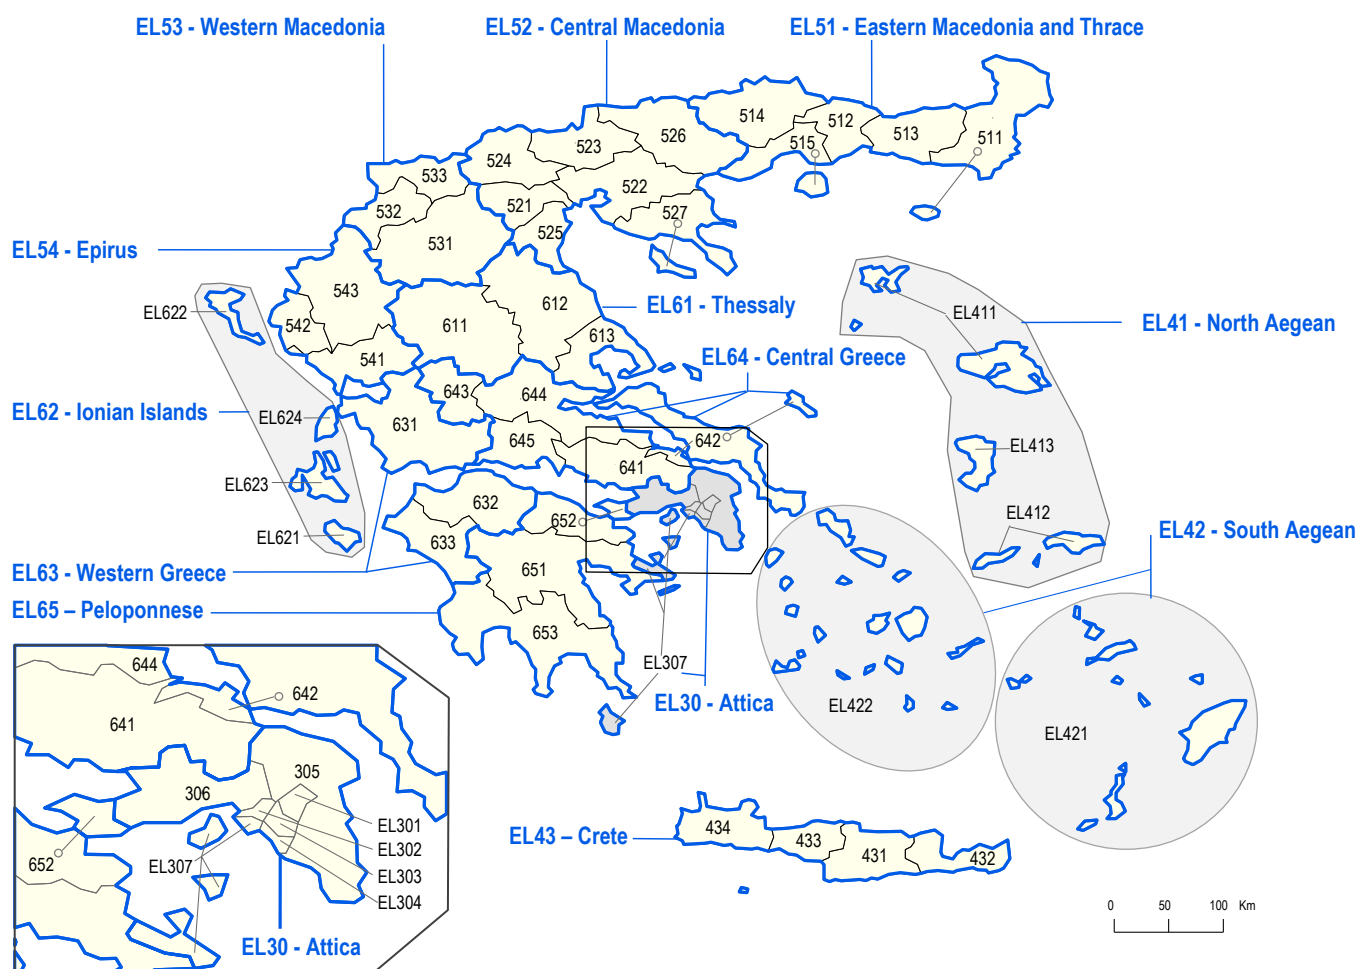 EL53 - Western Macedonia
EL52 - Central Macedonia
EL51 - Eastern Macedonia and Thrace
514
512
526
513
511
523
515
524
533
522
521
532
527
525
531
EL54 - Epirus
543
612
EL61 - Thessaly
EL622
EL411
542
611
613
EL41 - North Aegean
541
EL64 - Central Greece
643
644
EL62 - Ionian Islands
EL624
631
645
642
EL413
641
EL623
632
EL412
652
EL42 - South Aegean
EL621
633
EL63 - Western Greece
651
EL65 – Peloponnese
653
EL307
EL30 - Attica
EL422
EL421
644
642
641
305
306
EL301
EL302
652
EL307
EL303
EL304
EL30 - Attica
EL43 – Crete
434
433
431
432
0 50 100 Km